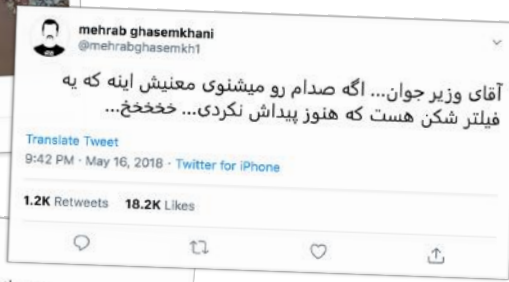 mehrab ghasemkhani
@mehrabghasemkh1
آقای وزیر جوان... اگه صدام رو میشنوی معنیش اینه که یه
فیلتر شکن هست که هنوز پیداش نکردی... خخخخخ...
Translate Tweet
9:42 PM · May 16, 2018 · Twitter for iPhone
1.2K Retweets 18.2K Likes